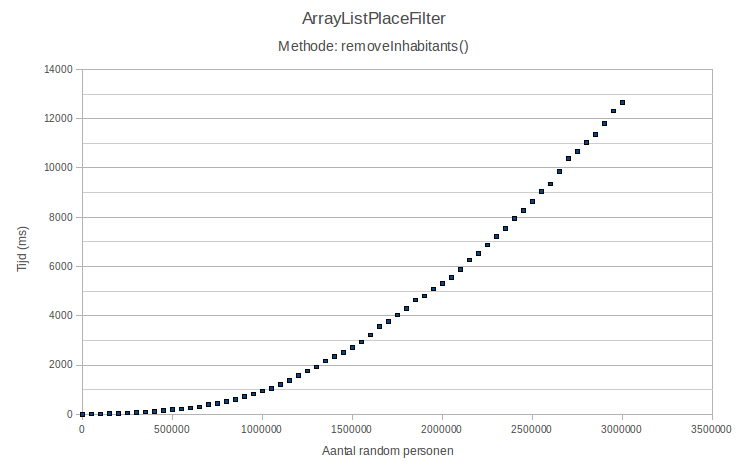 ArrayListPlaceFilter
Methode: removeInhabitants()
14000
12000
10000
8000
6000
4000
2000
0
Tijd (ms)
0 500000 1000000 1500000 2000000 2500000 3000000 3500000
Aantal random personen